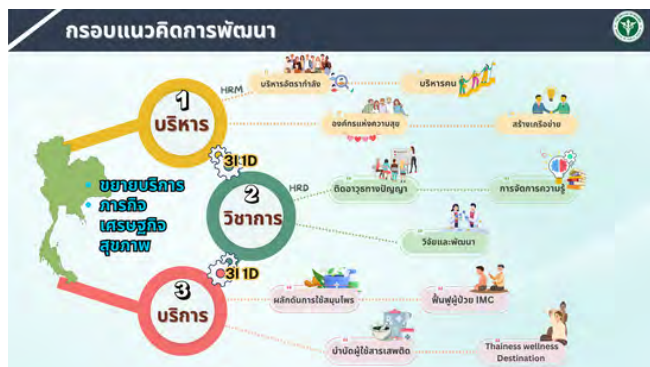 กรอบแนวคิดการพัฒนา
1
บริหาร
HRM
บริหารอัตรากำลัง
บริหารคน
องค์กรแห่งความสุข
สร้างเครือข่าย
3I1D
• ขยายบริการ
• ภารกิจ
เศรษฐกิจ
สุขภาพ
2
วิชาการ
HRD
ติดอาวุธทางปัญญา
การจัดการความรู้
วิจัยและพัฒนา
3I1D
3
บริการ
ผลักดันการใช้สมุนไพร
ฟื้นฟูผู้ป่วย IMC
บำบัดผู้ใช้สารเสพติด
Thainess wellness
Destination